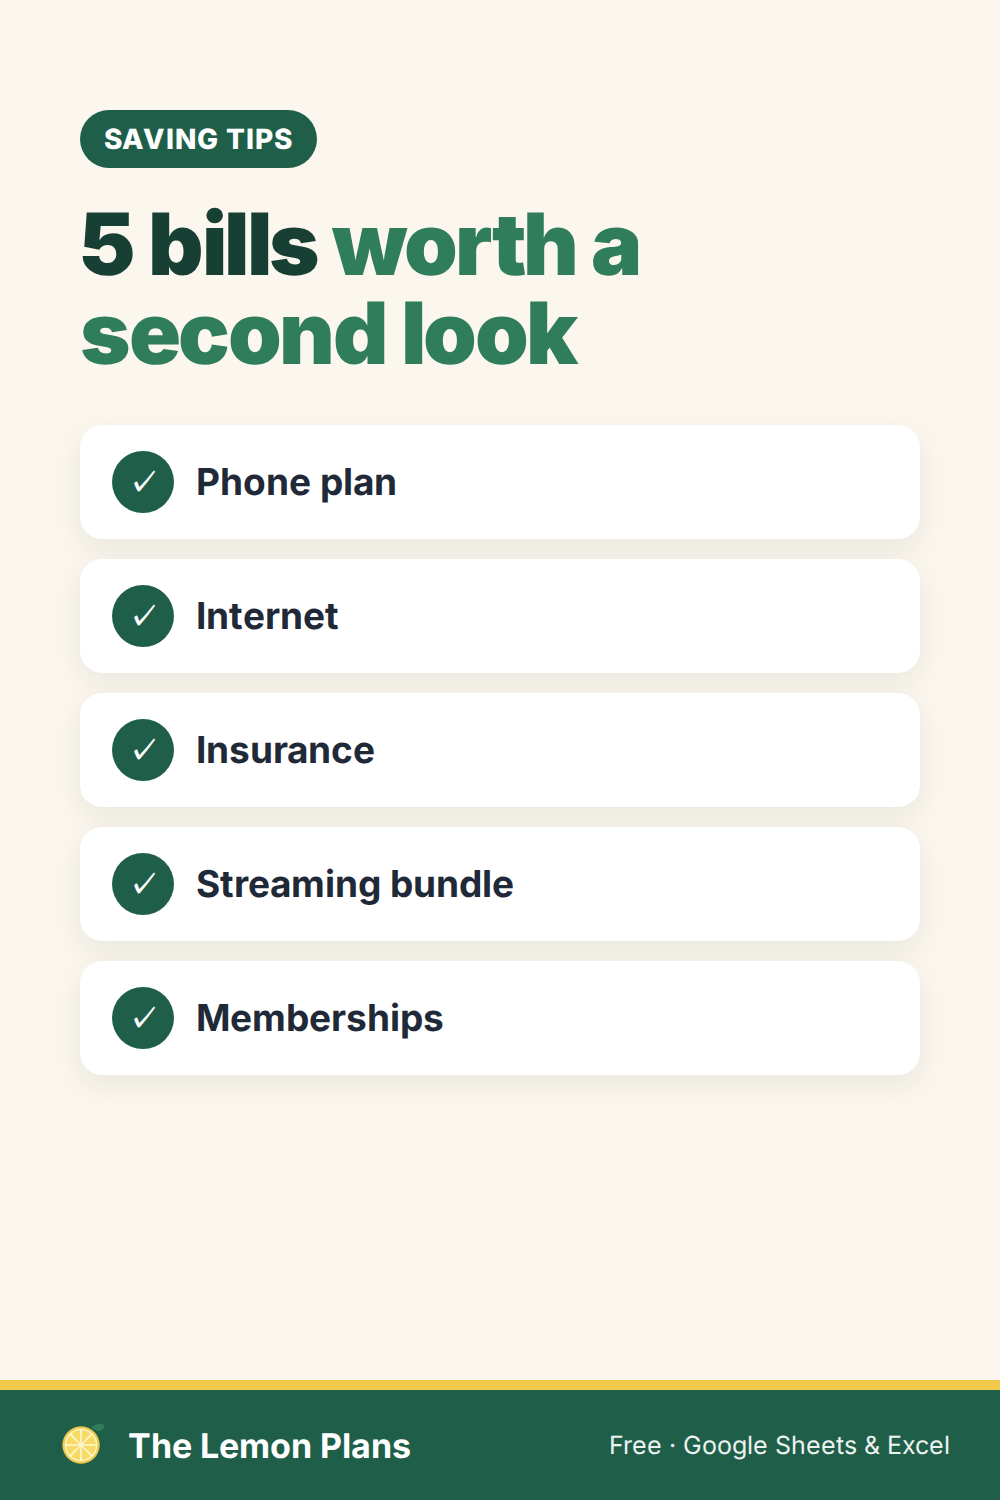 SAVING TIPS
5 bills worth a
second look
✓ Phone plan
✓ Internet
✓ Insurance
✓ Streaming bundle
✓ Memberships
The Lemon Plans
Free · Google Sheets & Excel